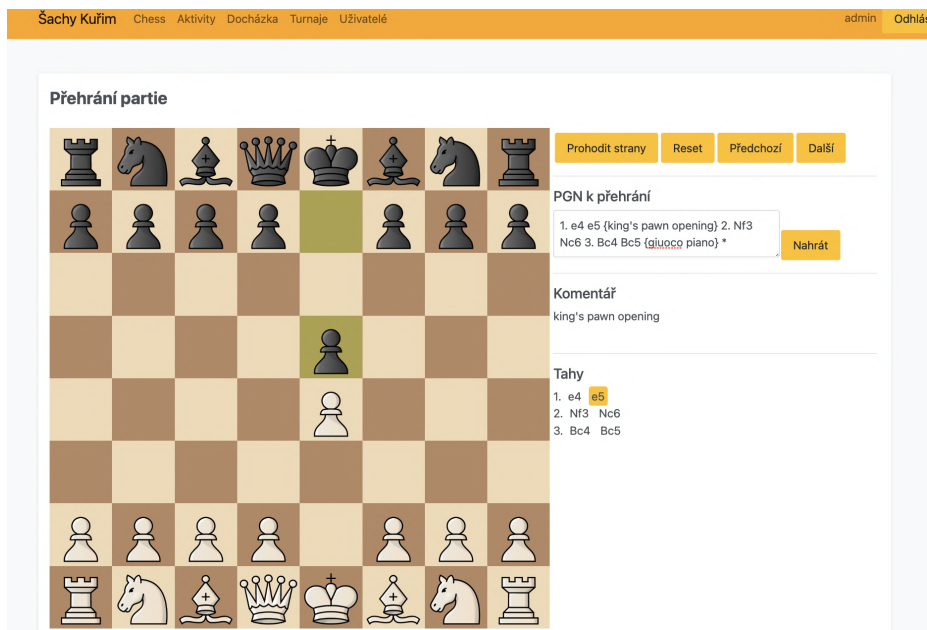 Šachy Kuřim Chess Aktivity Docházka Turnaje Uživatelé admin
Přehrání partie
Prohodit strany Reset Předchozí Další
PGN k přehrání
1. e4 e5 {king's pawn opening} 2. Nf3
Nc6 3. Bc4 Bc5 {giuoco piano} *
Nahrát
Komentář
king's pawn opening
Tahy
1. e4 e5
2. Nf3 Nc6
3. Bc4 Bc5